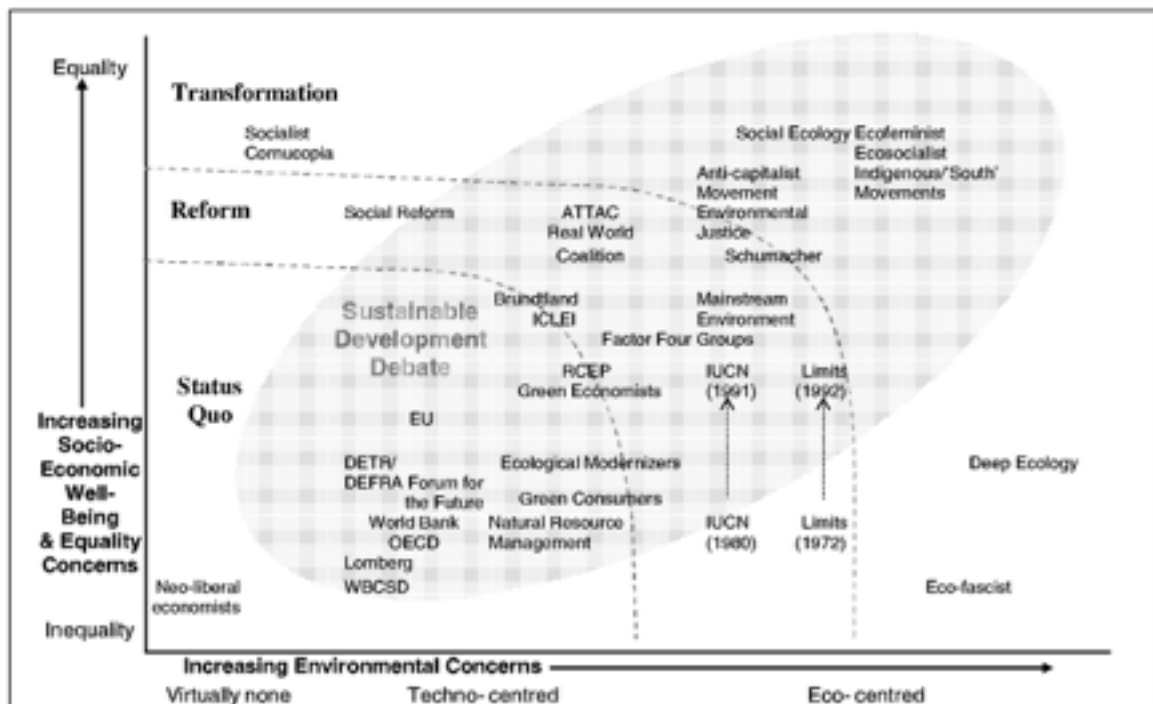 Equality
Transformation
Socialist
Cornucopia
Social Ecology
Ecofeminist
Ecosocialist
Indigenous/'South'
Movements
Anti-capitalist
Movement
Environmental
Justice
Reform
Social Reform
ATTAC
Real World
Coalition
Schumacher
Sustainable
Development
Debate
Brundtland
ICLEI
Mainstream
Environment
Factor Four Groups
Status
Quo
RCEP
Green Economists
IUCN
(1991)
Limits
(1992)
EU
Increasing
Socio-
Economic
Well-
Being
& Equality
Concerns
DETR/
DEFRA Forum for
the Future
Ecological Modernizers
Green Consumers
Deep Ecology
World Bank
OECD
Natural Resource
Management
IUCN
(1980)
Limits
(1972)
Lomberg
WBCSD
Neo-liberal
economists
Eco-fascist
Inequality
Increasing Environmental Concerns
Virtually none
Techno- centred
Eco- centred